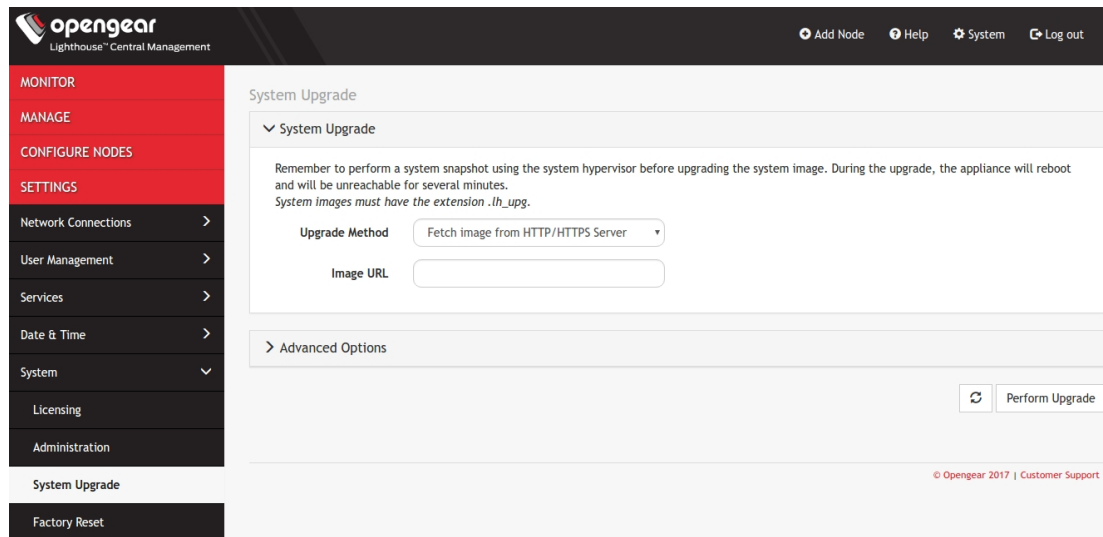 opengear
Lighthouse™ Central Management
Add Node
Help
System
Log out
MONITOR
MANAGE
CONFIGURE NODES
SETTINGS
Network Connections
User Management
Services
Date & Time
System
Licensing
Administration
System Upgrade
Factory Reset
System Upgrade
System Upgrade
Remember to perform a system snapshot using the system hypervisor before upgrading the system image. During the upgrade, the appliance will reboot
and will be unreachable for several minutes.
System images must have the extension .lh_upg.
Upgrade Method
Fetch image from HTTP/HTTPS Server
Image URL
Advanced Options
Perform Upgrade
© Opengear 2017 | Customer Support